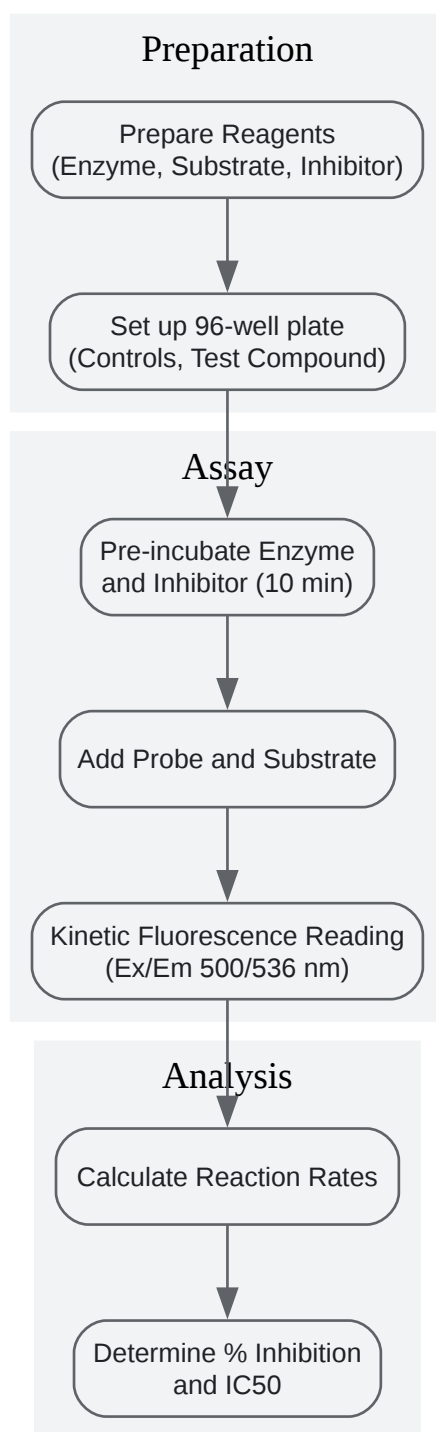 Preparation
Prepare Reagents
(Enzyme, Substrate, Inhibitor)
Set up 96-well plate
(Controls, Test Compound)
Assay
Pre-incubate Enzyme
and Inhibitor (10 min)
Add Probe and Substrate
Kinetic Fluorescence Reading
(Ex/Em 500/536 nm)
Analysis
Calculate Reaction Rates
Determine % Inhibition
and IC50